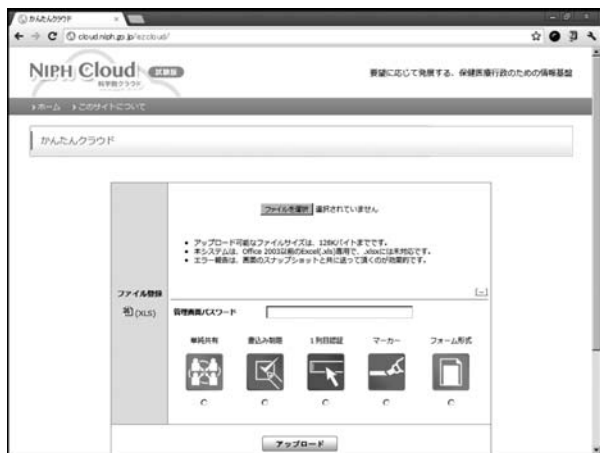 かんたんクラウド
cloud.niph.go.jp/ezcloud/
NIPH Cloud 試験版
科学院クラウド
要望に応じて発展する、保健医療行政のための情報基盤
ホーム このサイトについて
かんたんクラウド
ファイルを選択 選択されていません
アップロード可能なファイルサイズは、128Kバイトまでです。
本システムは、Office 2003以前のExcel(.xls)専用で、.xlsxには未対応です。
エラー報告は、画面のスナップショットと共に送って頂くのが効果的です。
[-]
ファイル登録
(XLS)
管理画面パスワード
単純共有 書込み制限 1列目認証 マーカー フォーム形式
アップロード